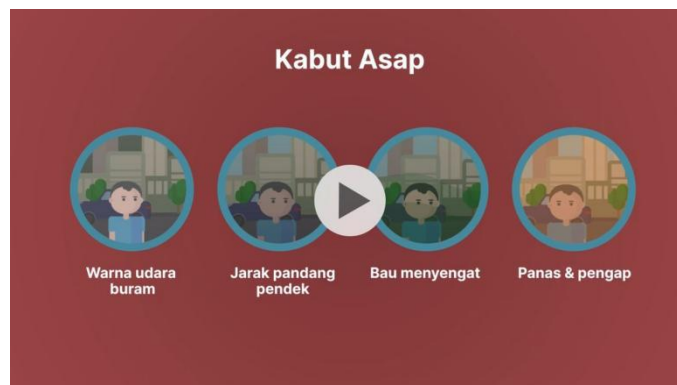 Kabut Asap
Warna udara
buram
Jarak pandang
pendek
Bau menyengat
Panas & pengap